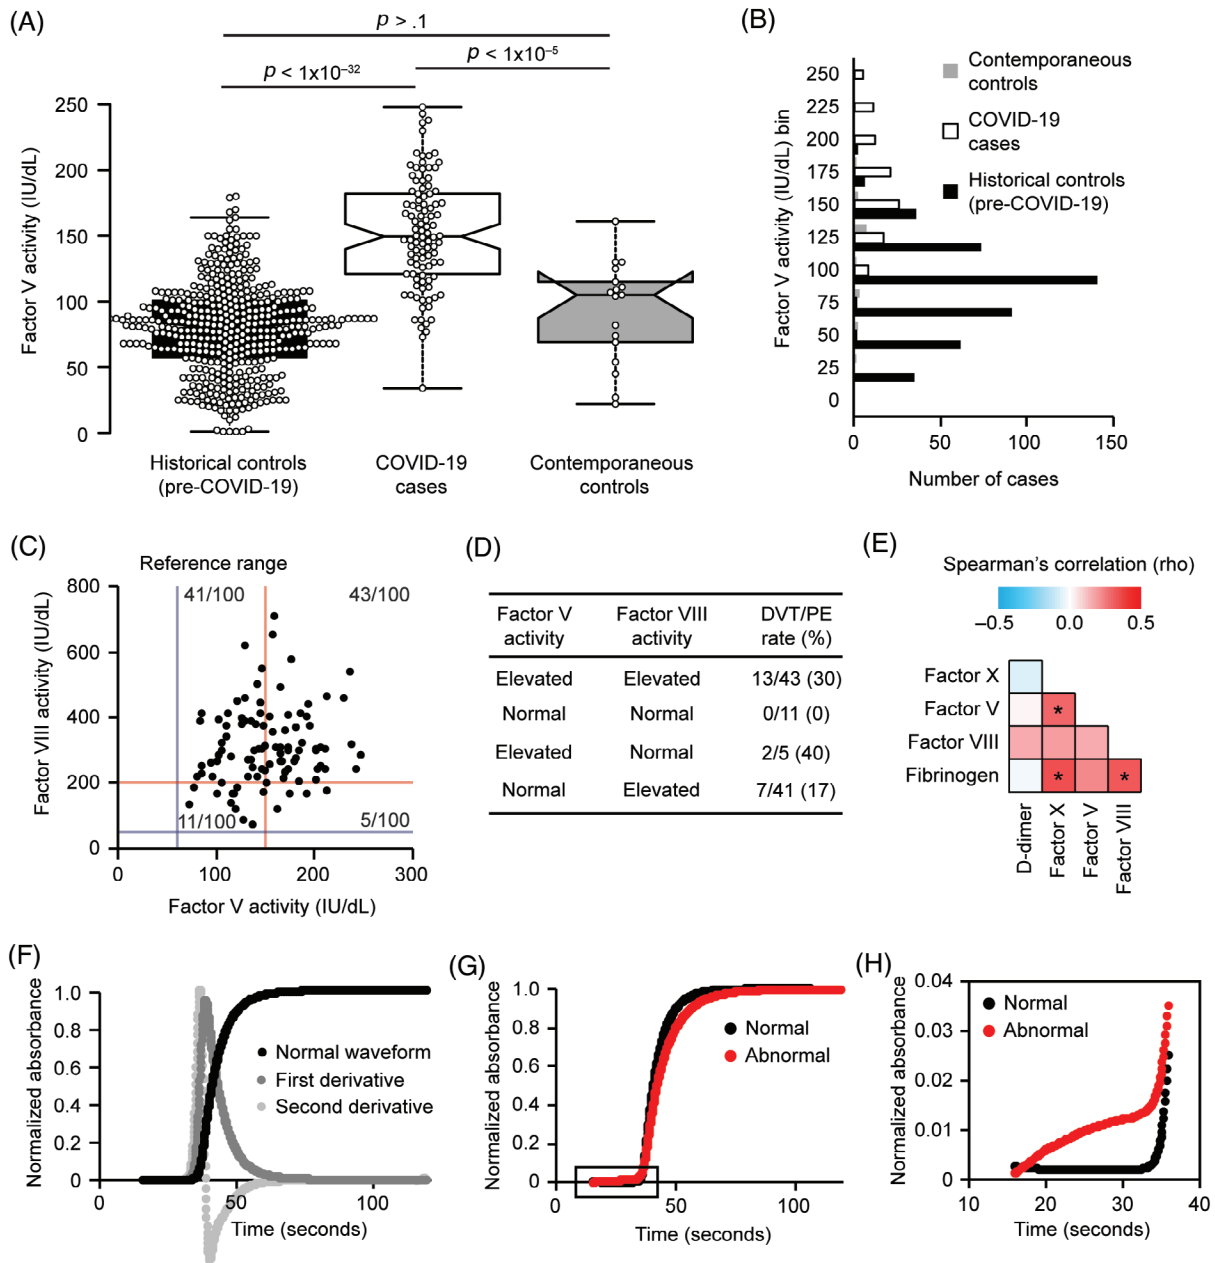 (A)
p > .1
p < 1x10⁻³²
p < 1x10⁻⁵
Factor V activity (IU/dL)
250
200
150
100
50
0
Historical controls
(pre-COVID-19)
COVID-19
cases
Contemporaneous
controls
(B)
Factor V activity (IU/dL) bin
250
225
200
175
150
125
100
75
50
25
0
Contemporaneous
controls
COVID-19
cases
Historical controls
(pre-COVID-19)
0 50 100 150
Number of cases
(C)
Reference range
Factor VIII activity (IU/dL)
800
600
400
200
0
41/100 43/100
11/100 5/100
0 100 200 300
Factor V activity (IU/dL)
(D)
Factor V Factor VIII DVT/PE
activity activity rate (%)
Elevated Elevated 13/43 (30)
Normal Normal 0/11 (0)
Elevated Normal 2/5 (40)
Normal Elevated 7/41 (17)
(E)
Spearman's correlation (rho)
–0.5 0.0 0.5
Factor X
Factor V *
Factor VIII
Fibrinogen * *
D-dimer
Factor X
Factor V
Factor VIII
(F)
Normalized absorbance
1.0
0.8
0.6
0.4
0.2
0
Normal waveform
First derivative
Second derivative
0 50 100
Time (seconds)
(G)
Normalized absorbance
1.0
0.8
0.6
0.4
0.2
0
Normal
Abnormal
0 50 100
Time (seconds)
(H)
Normalized absorbance
0.04
0.03
0.02
0.01
0
Normal
Abnormal
10 20 30 40
Time (seconds)